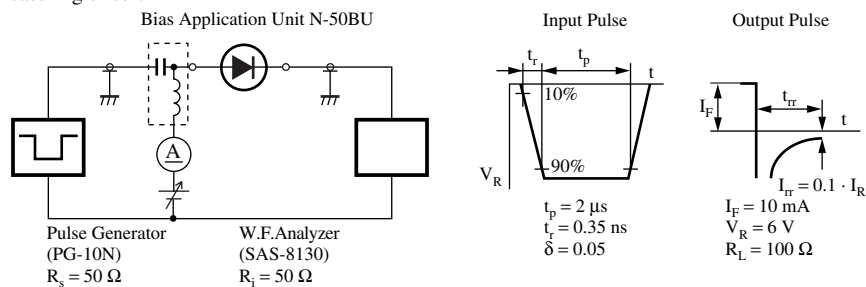 Bias Application Unit N-50BU
A
Pulse Generator
(PG-10N)
R_s = 50 Ω
W.F.Analyzer
(SAS-8130)
R_i = 50 Ω
Input Pulse
t_r
t_p
t
10%
90%
V_R
t_p = 2 μs
t_r = 0.35 ns
δ = 0.05
Output Pulse
I_F
t_rr
t
I_rr = 0.1 · I_R
I_F = 10 mA
V_R = 6 V
R_L = 100 Ω